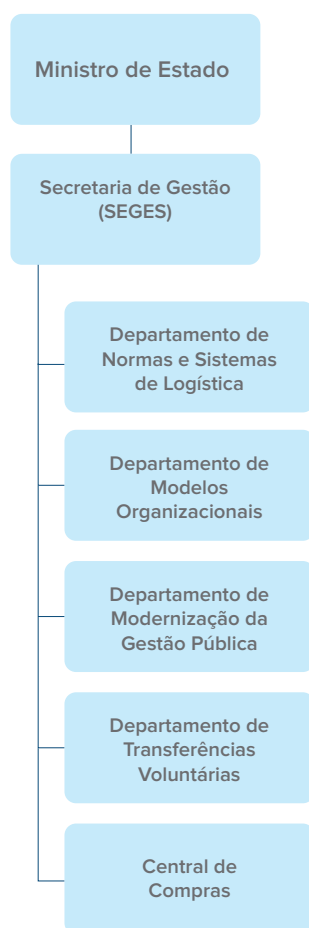 Ministro de Estado
Secretaria de Gestão
(SEGES)
Departamento de
Normas e Sistemas
de Logística
Departamento de
Modelos
Organizacionais
Departamento de
Modernização da
Gestão Pública
Departamento de
Transferências
Voluntárias
Central de
Compras